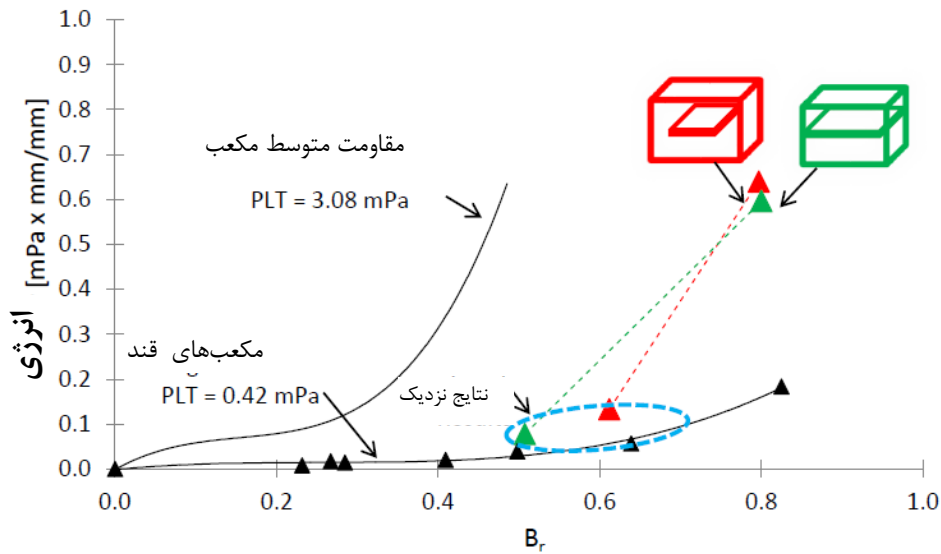 1.0
0.9
0.8
0.7
0.6
0.5
0.4
0.3
0.2
0.1
0.0
انرژی
[mPa x mm/mm]
مقاومت متوسط مکعب
PLT = 3.08 mPa
مکعب‌های قند
PLT = 0.42 mPa
نتایج نزدیک
0.0 0.2 0.4 0.6 0.8 1.0
Br